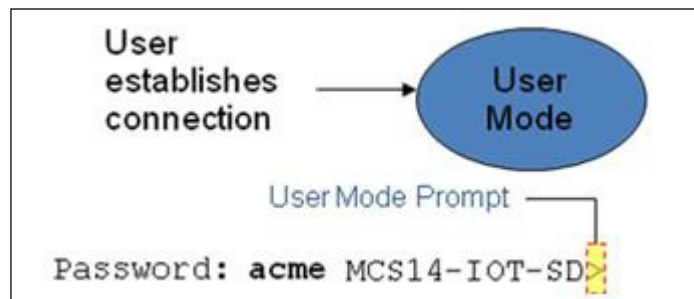 User
establishes
connection
User
Mode
User Mode Prompt
Password: acme MCS14-IOT-SD>